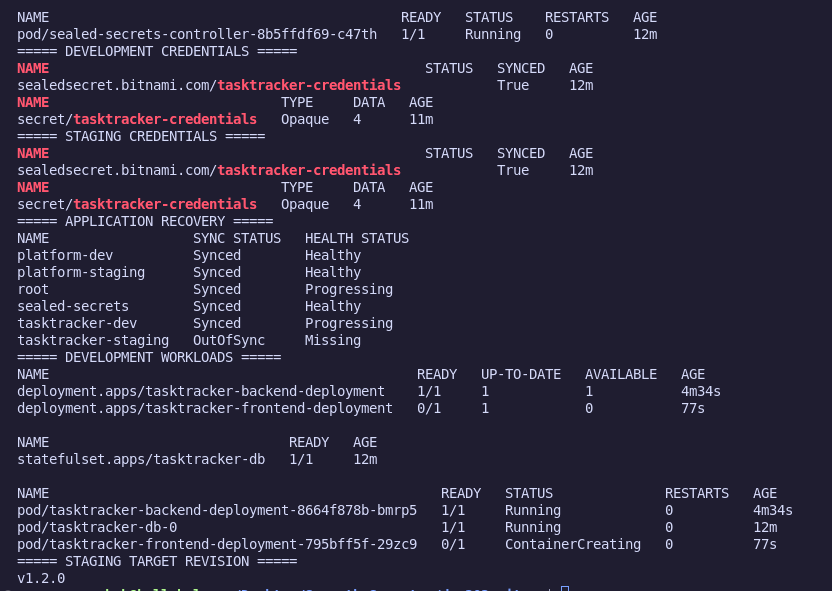 NAME READY STATUS RESTARTS AGE
pod/sealed-secrets-controller-8b5ffdf69-c47th 1/1 Running 0 12m
===== DEVELOPMENT CREDENTIALS =====
NAME STATUS SYNCED AGE
sealedsecret.bitnami.com/tasktracker-credentials True 12m
NAME TYPE DATA AGE
secret/tasktracker-credentials Opaque 4 11m
===== STAGING CREDENTIALS =====
NAME STATUS SYNCED AGE
sealedsecret.bitnami.com/tasktracker-credentials True 12m
NAME TYPE DATA AGE
secret/tasktracker-credentials Opaque 4 11m
===== APPLICATION RECOVERY =====
NAME SYNC STATUS HEALTH STATUS
platform-dev Synced Healthy
platform-staging Synced Healthy
root Synced Progressing
sealed-secrets Synced Healthy
tasktracker-dev Synced Progressing
tasktracker-staging OutOfSync Missing
===== DEVELOPMENT WORKLOADS =====
NAME READY UP-TO-DATE AVAILABLE AGE
deployment.apps/tasktracker-backend-deployment 1/1 1 1 4m34s
deployment.apps/tasktracker-frontend-deployment 0/1 1 0 77s
NAME READY AGE
statefulset.apps/tasktracker-db 1/1 12m
NAME READY STATUS RESTARTS AGE
pod/tasktracker-backend-deployment-8664f878b-bmrp5 1/1 Running 0 4m34s
pod/tasktracker-db-0 1/1 Running 0 12m
pod/tasktracker-frontend-deployment-795bff5f-29zc9 0/1 ContainerCreating 0 77s
===== STAGING TARGET REVISION =====
v1.2.0